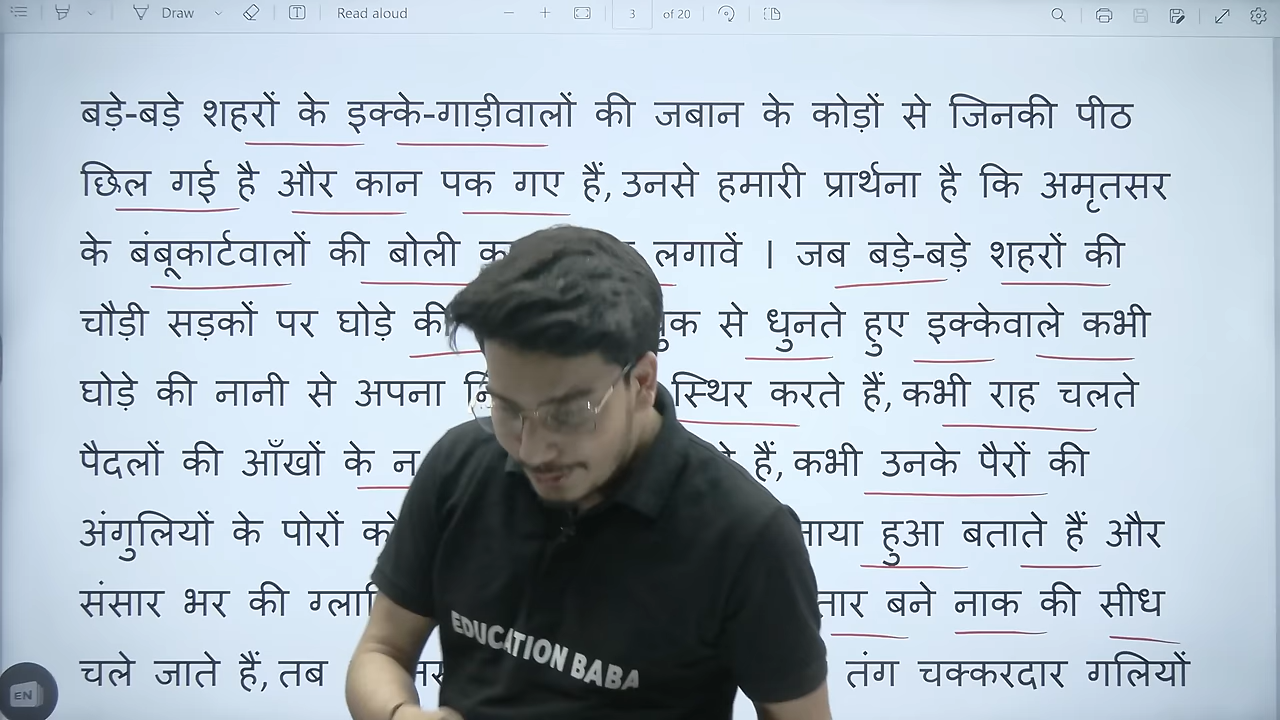 Draw
Read aloud
3 of 20
बड़े-बड़े शहरों के इक्के-गाड़ीवालों की जबान के कोड़ों से जिनकी पीठ
छिल गई है और कान पक गए हैं, उनसे हमारी प्रार्थना है कि अमृतसर
के बंबूकार्टवालों की बोली लगावें । जब बड़े-बड़े शहरों की
चौड़ी सड़कों पर घोड़े की से धुनते हुए इक्केवाले कभी
घोड़े की नानी से अपना स्थिर करते हैं, कभी राह चलते
पैदलों की आँखों के न हैं, कभी उनके पैरों की
अंगुलियों के पोरों को हुआ बताते हैं और
संसार भर की बने नाक की सीध
चले जाते हैं, तब तंग चक्करदार गलियों
EDUCATION BABA
EN